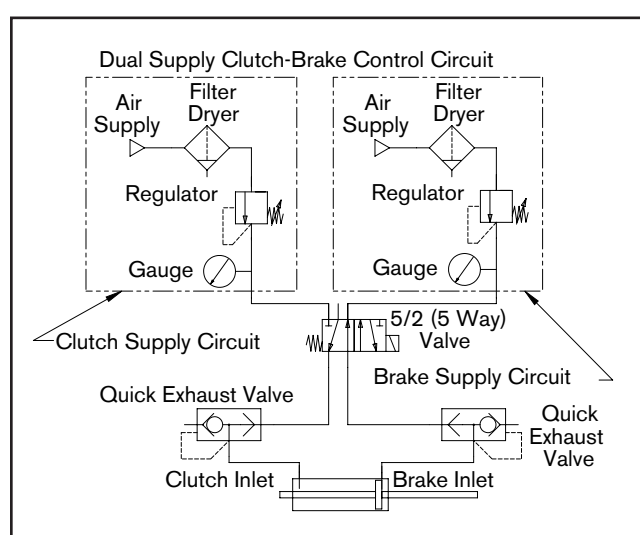 Dual Supply Clutch-Brake Control Circuit
Air
Supply
Filter
Dryer
Regulator
Gauge
Air
Supply
Filter
Dryer
Regulator
Gauge
Clutch Supply Circuit
5/2 (5 Way)
Valve
Brake Supply Circuit
Quick Exhaust Valve
Quick
Exhaust
Valve
Clutch Inlet
Brake Inlet